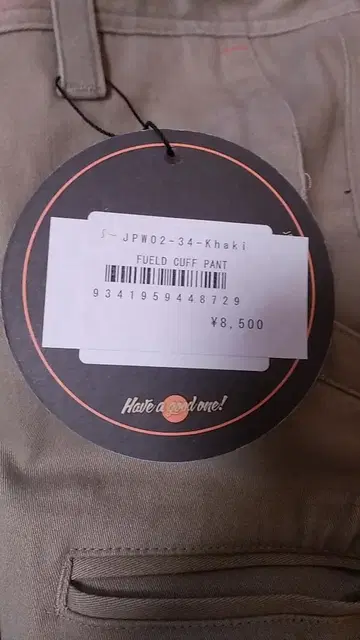 JPW02-34-Khaki
FUELD CUFF PANT
9341959448729
¥8,500
Have a good one!